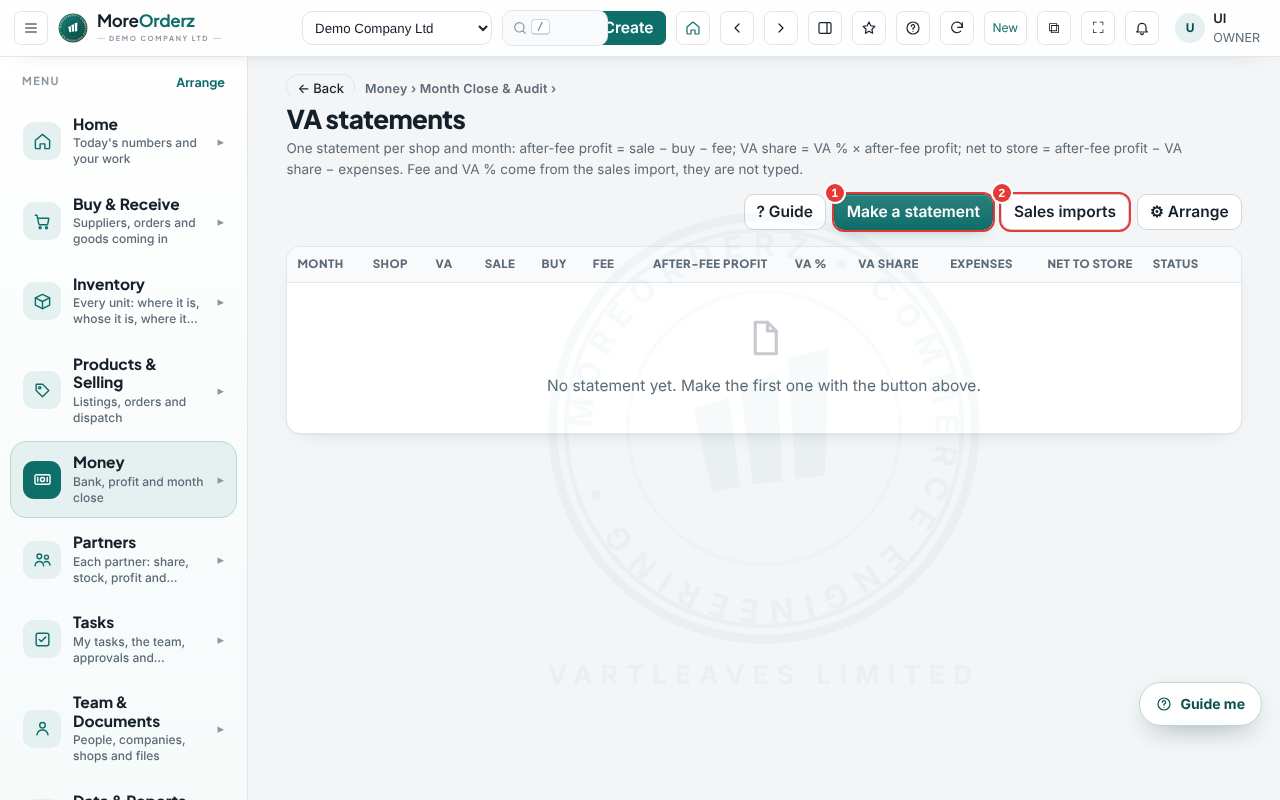 MoreOrderz
— DEMO COMPANY LTD —
Demo Company Ltd
/
Create
New
U
UI
OWNER
MENU
Arrange
Home
Today's numbers and
your work
Buy & Receive
Suppliers, orders and
goods coming in
Inventory
Every unit: where it is,
whose it is, where it...
Products &
Selling
Listings, orders and
dispatch
Money
Bank, profit and month
close
Partners
Each partner: share,
stock, profit and...
Tasks
My tasks, the team,
approvals and...
Team &
Documents
People, companies,
shops and files
← Back
Money › Month Close & Audit ›
VA statements
One statement per shop and month: after-fee profit = sale − buy − fee; VA share = VA % × after-fee profit; net to store = after-fee profit − VA
share − expenses. Fee and VA % come from the sales import, they are not typed.
? Guide
1
Make a statement
2
Sales imports
⚙ Arrange
MONTH SHOP VA SALE BUY FEE AFTER-FEE PROFIT VA % VA SHARE EXPENSES NET TO STORE STATUS
No statement yet. Make the first one with the button above.
MOREORDERZ • COMMERCE ENGINEERING •
VARTLEAVES LIMITED
Guide me